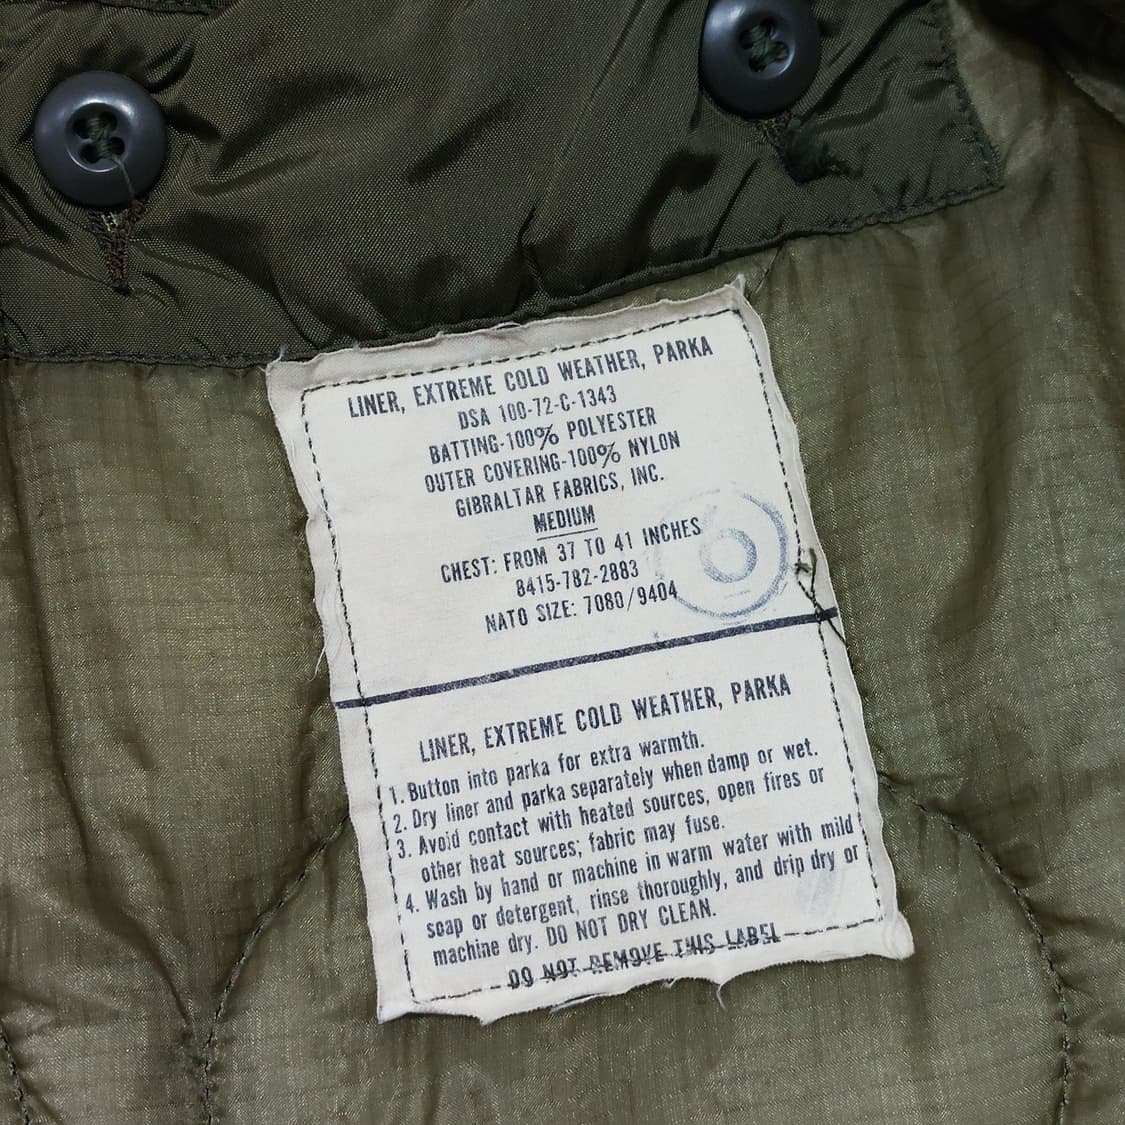 LINER, EXTREME COLD WEATHER, PARKA
DSA 100-72-C-1343
BATTING-100% POLYESTER
OUTER COVERING-100% NYLON
GIBRALTAR FABRICS, INC.
MEDIUM
CHEST: FROM 37 TO 41 INCHES
8415-782-2883
NATO SIZE: 7080/9404
6
LINER, EXTREME COLD WEATHER, PARKA
1. Button into parka for extra warmth.
2. Dry liner and parka separately when damp or wet.
3. Avoid contact with heated sources, open fires or
other heat sources; fabric may fuse.
4. Wash by hand or machine in warm water with mild
soap or detergent, rinse thoroughly, and drip dry or
machine dry. DO NOT DRY CLEAN.
DO NOT REMOVE THIS LABEL